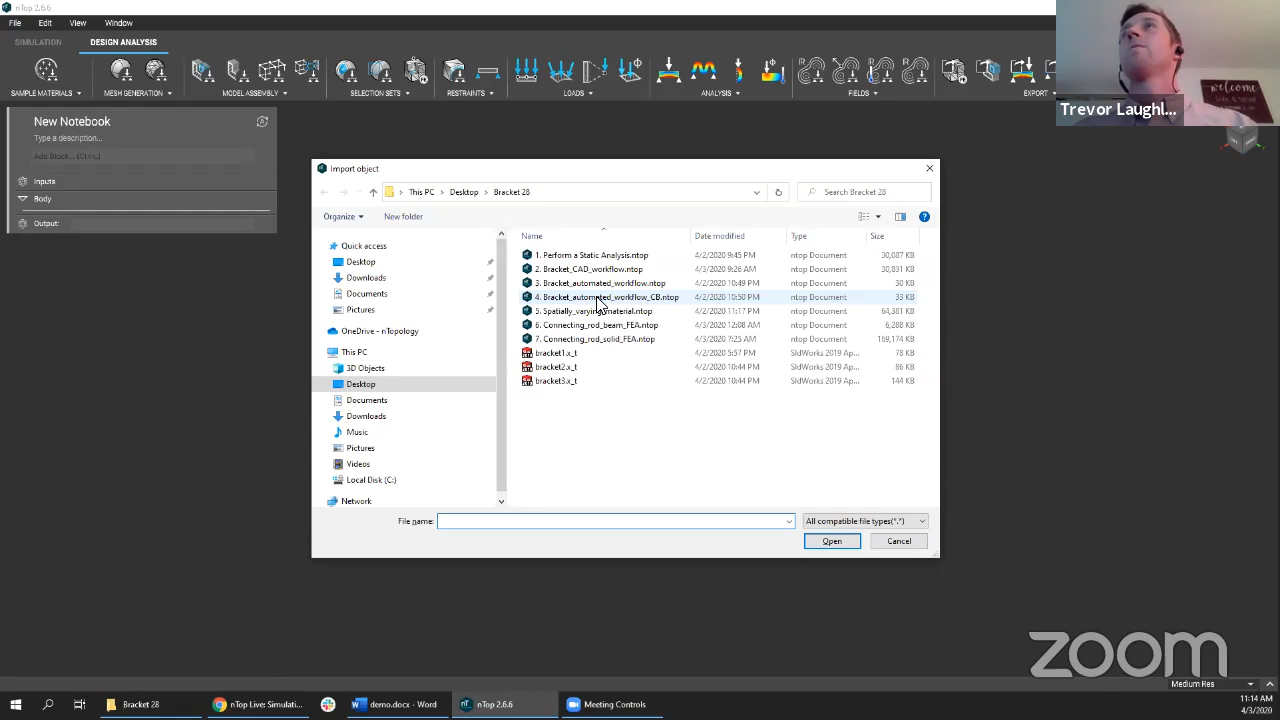 nTop 2.6.6
File Edit View Window
SIMULATION DESIGN ANALYSIS
SAMPLE MATERIALS MESH GENERATION MODEL ASSEMBLY SELECTION SETS RESTRAINTS LOADS ANALYSIS FIELDS EXPORT
welcome
Trevor Laughl...
New Notebook
Type a description...
Add Block... (Ctrl-L)
Inputs
Body
Output:
Import object
This PC Desktop Bracket 28
Search Bracket 28
Organize New folder
Name Date modified Type Size
1. Perform a Static Analysis.ntop 4/2/2020 9:45 PM ntop Document 30,087 KB
2. Bracket_CAD_workflow.ntop 4/3/2020 9:26 AM ntop Document 30,831 KB
3. Bracket_automated_workflow.ntop 4/2/2020 10:49 PM ntop Document
4. Bracket_automated_workflow_CB.ntop 4/2/2020 10:50 PM ntop Document 33 KB
5. Spatially_varying_material.ntop 4/2/2020 11:17 PM ntop Document 64,381 KB
6. Connecting_rod_beam_FEA.ntop 4/3/2020 12:08 AM ntop Document 6,288 KB
7. Connecting_rod_solid_FEA.ntop 4/3/2020 7:25 AM ntop Document 169,174 KB
bracket1.x_t 4/2/2020 5:57 PM SldWorks 2019 Ap... 78 KB
bracket2.x_t 4/2/2020 10:44 PM SldWorks 2019 Ap... 86 KB
bracket3.x_t 4/2/2020 10:44 PM SldWorks 2019 Ap... 144 KB
Quick access
Desktop
Downloads
Documents
Pictures
OneDrive - nTopology
This PC
3D Objects
Desktop
Documents
Downloads
Music
Pictures
Videos
Local Disk (C:)
Network
File name: All compatible file types(*.*)
Open Cancel
zoom
Medium Res
Bracket 28 nTop Live: Simulati... demo.docx - Word nTop 2.6.6 Meeting Controls
11:14 AM
4/3/2020